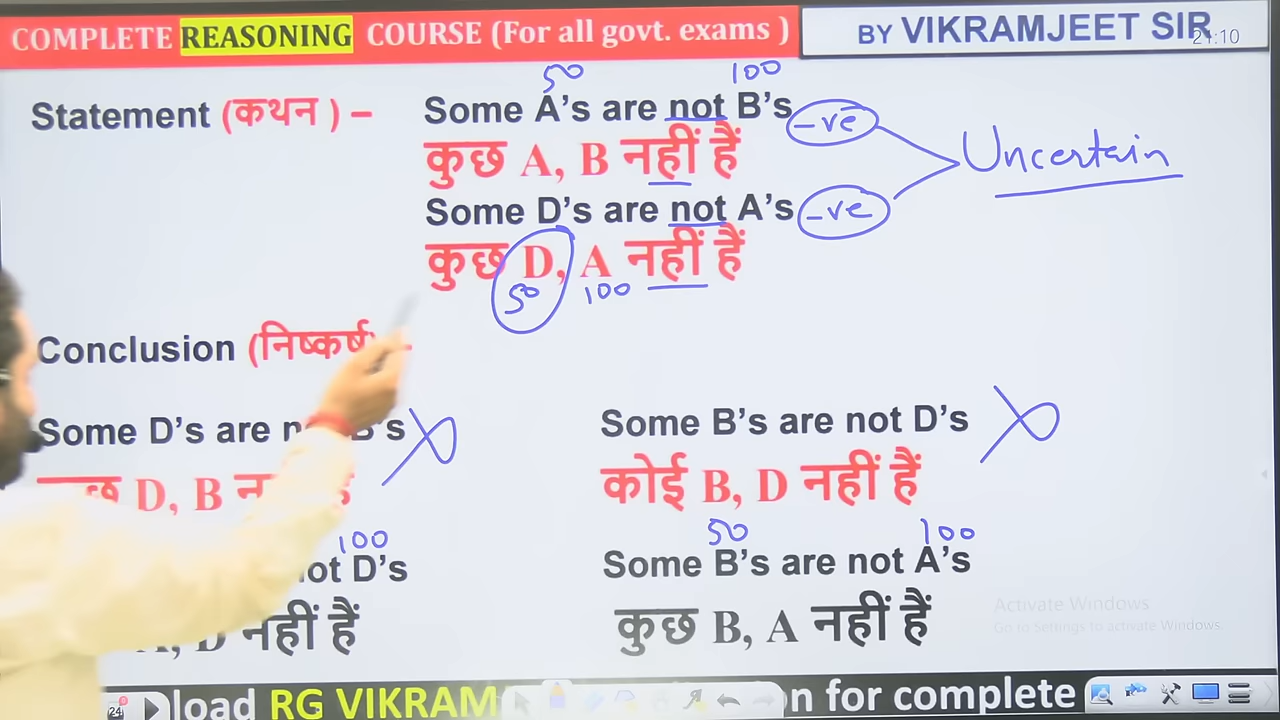 COMPLETE REASONING COURSE (For all govt. exams )
BY VIKRAMJEET SIR
21:10
50 100
Statement (कथन ) – Some A's are not B's
-ve
Uncertain
कुछ A, B नहीं हैं
Some D's are not A's
-ve
कुछ D, A नहीं हैं
50 100
Conclusion (निष्कर्ष)
Some D's are B's
Some B's are not D's
D, B
कोई B, D नहीं हैं
100
50 100
D's
Some B's are not A's
नहीं हैं
कुछ B, A नहीं हैं
Activate Windows
Go to Settings to activate Windows.
load RG VIKRAM
on for complete